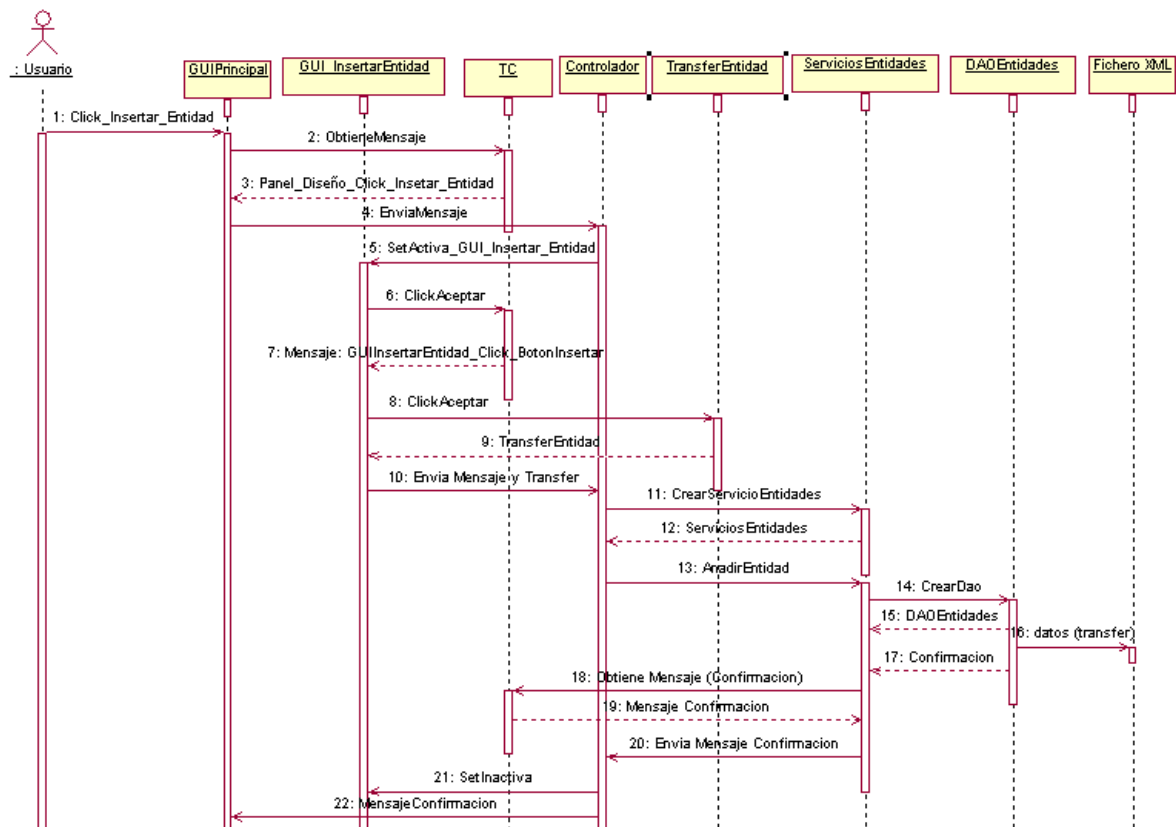 : Usuario
GUIPrincipal
GUI_InsertarEntidad
TC
Controlador
TransferEntidad
ServiciosEntidades
DAOEntidades
Fichero XML
1: Click_Insertar_Entidad
2: ObtieneMensaje
3: Panel_Diseño_Click_Insetar_Entidad
4: EnviaMensaje
5: SetActiva_GUI_Insertar_Entidad
6: ClickAceptar
7: Mensaje: GUIInsertarEntidad_Click_BotonInsertar
8: ClickAceptar
9: TransferEntidad
10: Envia Mensaje y Transfer
11: CrearServicioEntidades
12: ServiciosEntidades
13: AnadirEntidad
14: CrearDao
15: DAOEntidades
16: datos (transfer)
17: Confirmacion
18: Obtiene Mensaje (Confirmacion)
19: Mensaje Confirmacion
20: Envia Mensaje Confirmacion
21: SetInactiva
22: MensajeConfirmacion